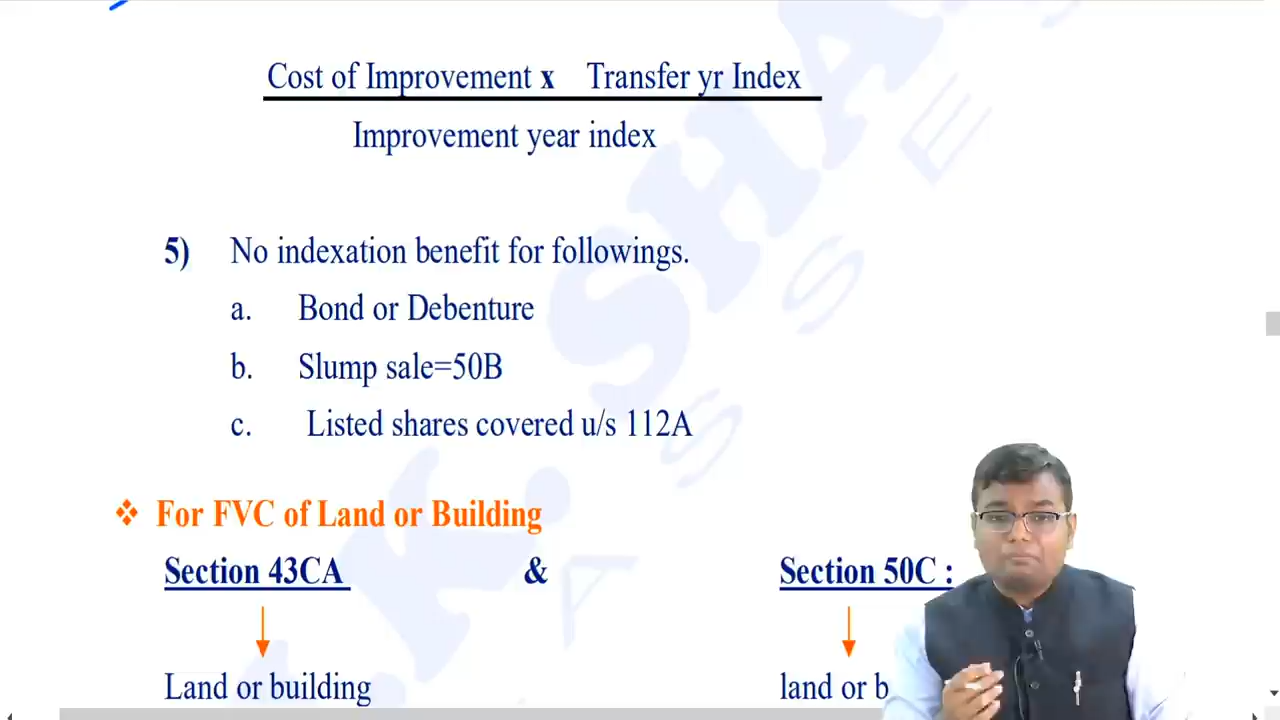 Cost of Improvement x Transfer yr Index
Improvement year index
5) No indexation benefit for followings.
a. Bond or Debenture
b. Slump sale=50B
c. Listed shares covered u/s 112A
❖ For FVC of Land or Building
Section 43CA & Section 50C :
Land or building land or b